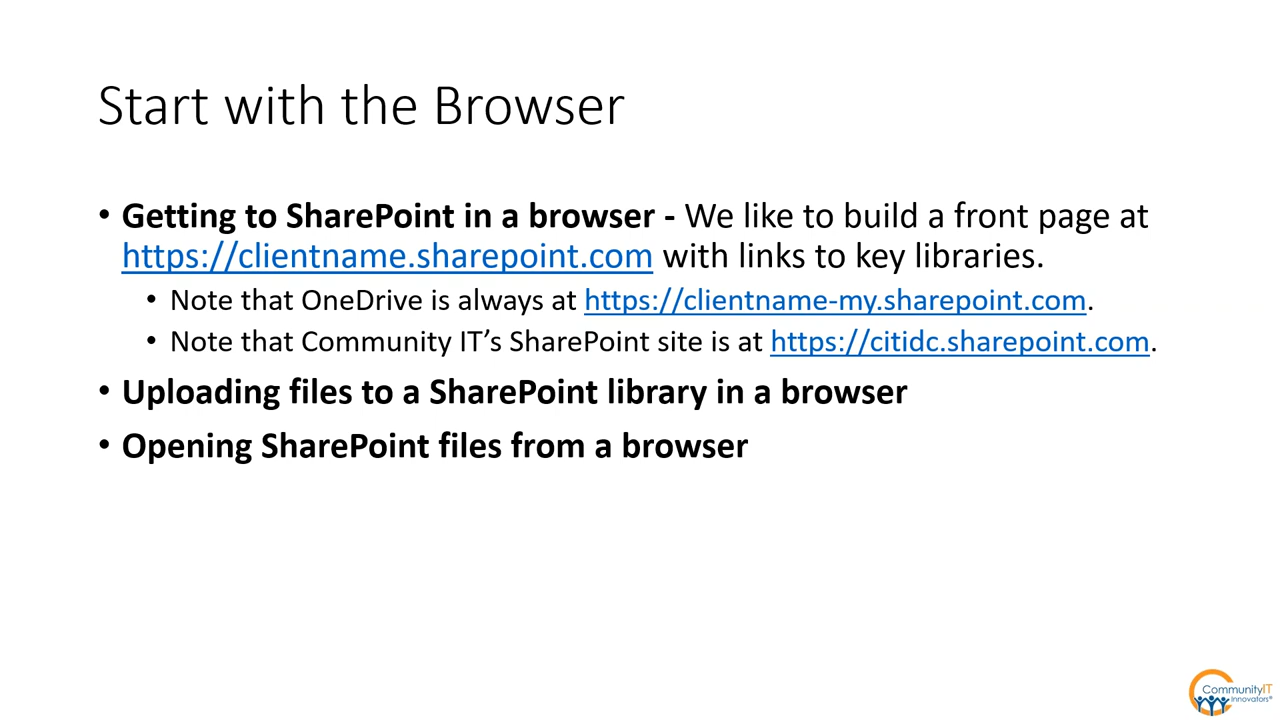 Start with the Browser
• Getting to SharePoint in a browser - We like to build a front page at
https://clientname.sharepoint.com with links to key libraries.
• Note that OneDrive is always at https://clientname-my.sharepoint.com.
• Note that Community IT’s SharePoint site is at https://citidc.sharepoint.com.
• Uploading files to a SharePoint library in a browser
• Opening SharePoint files from a browser
CommunityIT
Innovators®